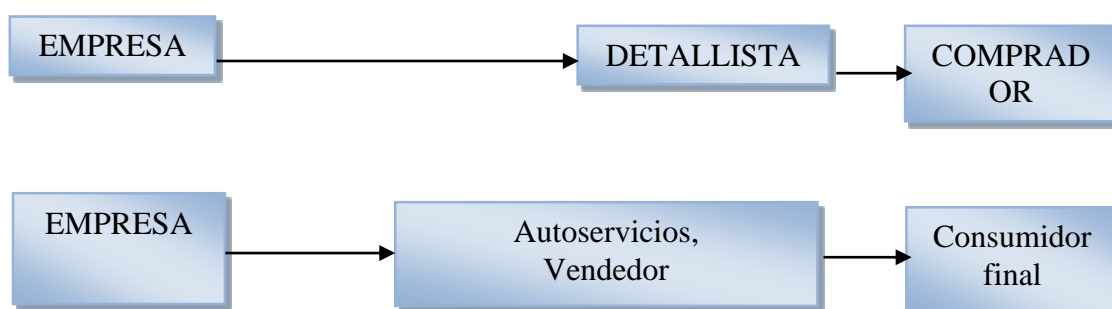 EMPRESA
DETALLISTA
COMPRAD
OR
EMPRESA
Autoservicios,
Vendedor
Consumidor
final